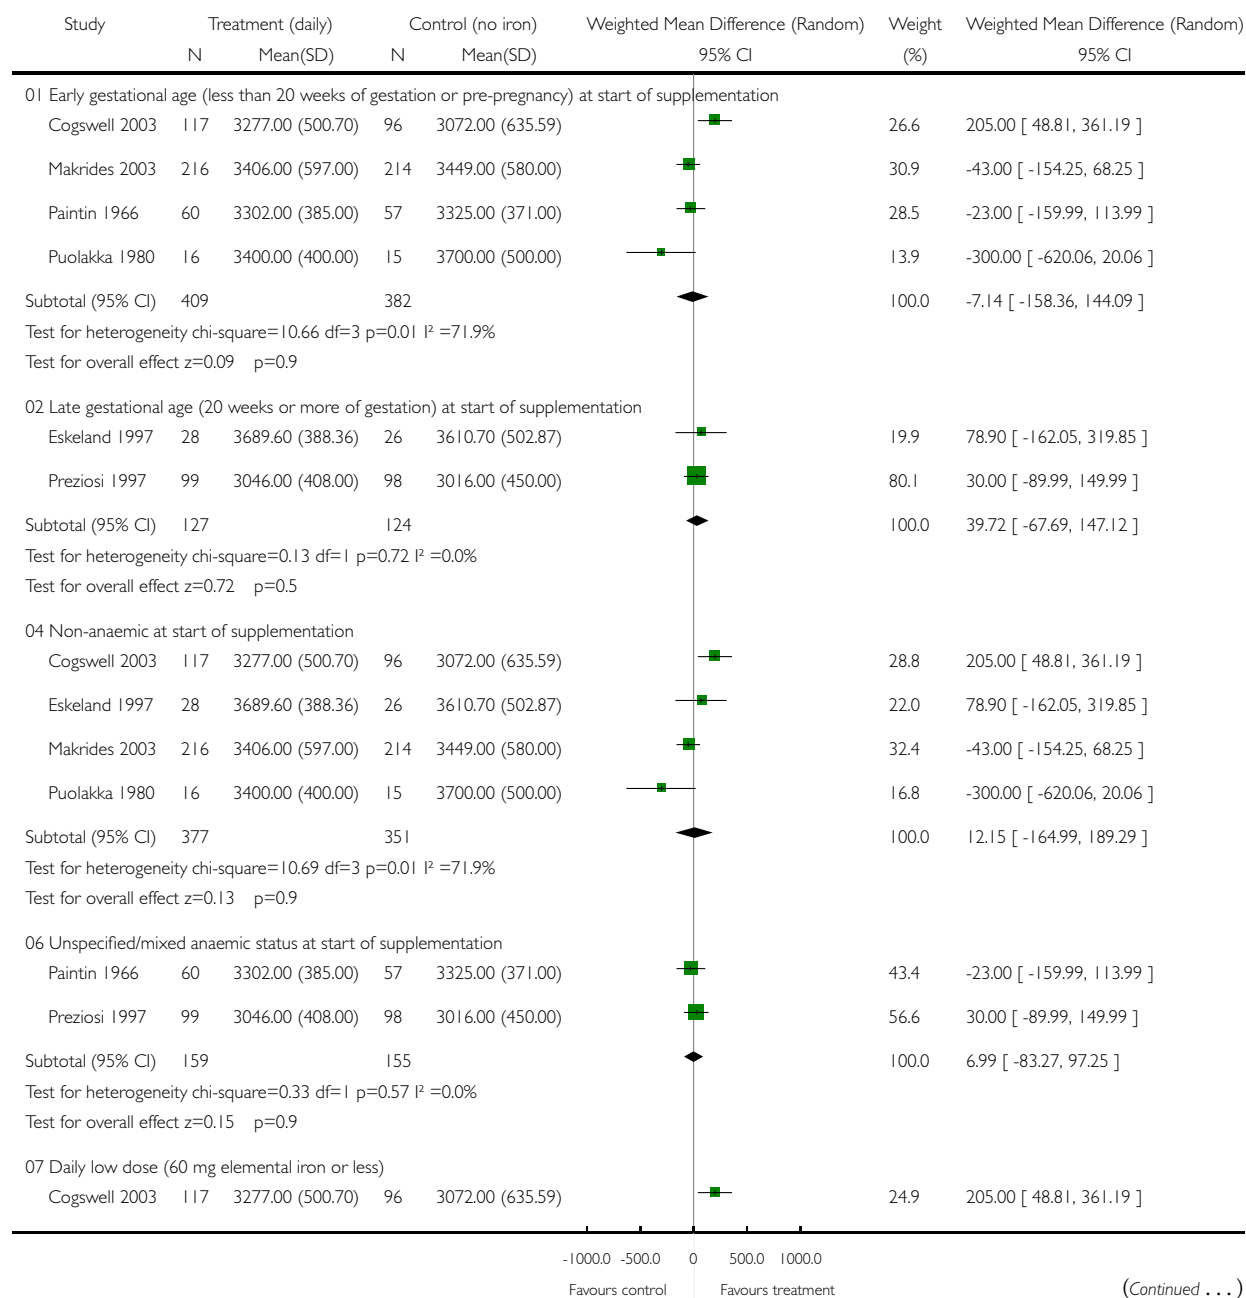 Study Treatment (daily) Control (no iron) Weighted Mean Difference (Random) Weight Weighted Mean Difference (Random)
N Mean(SD) N Mean(SD) 95% CI (%) 95% CI
01 Early gestational age (less than 20 weeks of gestation or pre-pregnancy) at start of supplementation
Cogswell 2003 117 3277.00 (500.70) 96 3072.00 (635.59) 26.6 205.00 [ 48.81, 361.19 ]
Makrides 2003 216 3406.00 (597.00) 214 3449.00 (580.00) 30.9 -43.00 [ -154.25, 68.25 ]
Paintin 1966 60 3302.00 (385.00) 57 3325.00 (371.00) 28.5 -23.00 [ -159.99, 113.99 ]
Puolakka 1980 16 3400.00 (400.00) 15 3700.00 (500.00) 13.9 -300.00 [ -620.06, 20.06 ]
Subtotal (95% CI) 409 382 100.0 -7.14 [ -158.36, 144.09 ]
Test for heterogeneity chi-square=10.66 df=3 p=0.01 I² =71.9%
Test for overall effect z=0.09 p=0.9
02 Late gestational age (20 weeks or more of gestation) at start of supplementation
Eskeland 1997 28 3689.60 (388.36) 26 3610.70 (502.87) 19.9 78.90 [ -162.05, 319.85 ]
Preziosi 1997 99 3046.00 (408.00) 98 3016.00 (450.00) 80.1 30.00 [ -89.99, 149.99 ]
Subtotal (95% CI) 127 124 100.0 39.72 [ -67.69, 147.12 ]
Test for heterogeneity chi-square=0.13 df=1 p=0.72 I² =0.0%
Test for overall effect z=0.72 p=0.5
04 Non-anaemic at start of supplementation
Cogswell 2003 117 3277.00 (500.70) 96 3072.00 (635.59) 28.8 205.00 [ 48.81, 361.19 ]
Eskeland 1997 28 3689.60 (388.36) 26 3610.70 (502.87) 22.0 78.90 [ -162.05, 319.85 ]
Makrides 2003 216 3406.00 (597.00) 214 3449.00 (580.00) 32.4 -43.00 [ -154.25, 68.25 ]
Puolakka 1980 16 3400.00 (400.00) 15 3700.00 (500.00) 16.8 -300.00 [ -620.06, 20.06 ]
Subtotal (95% CI) 377 351 100.0 12.15 [ -164.99, 189.29 ]
Test for heterogeneity chi-square=10.69 df=3 p=0.01 I² =71.9%
Test for overall effect z=0.13 p=0.9
06 Unspecified/mixed anaemic status at start of supplementation
Paintin 1966 60 3302.00 (385.00) 57 3325.00 (371.00) 43.4 -23.00 [ -159.99, 113.99 ]
Preziosi 1997 99 3046.00 (408.00) 98 3016.00 (450.00) 56.6 30.00 [ -89.99, 149.99 ]
Subtotal (95% CI) 159 155 100.0 6.99 [ -83.27, 97.25 ]
Test for heterogeneity chi-square=0.33 df=1 p=0.57 I² =0.0%
Test for overall effect z=0.15 p=0.9
07 Daily low dose (60 mg elemental iron or less)
Cogswell 2003 117 3277.00 (500.70) 96 3072.00 (635.59) 24.9 205.00 [ 48.81, 361.19 ]
-1000.0 -500.0 0 500.0 1000.0
Favours control Favours treatment (Continued . . . )